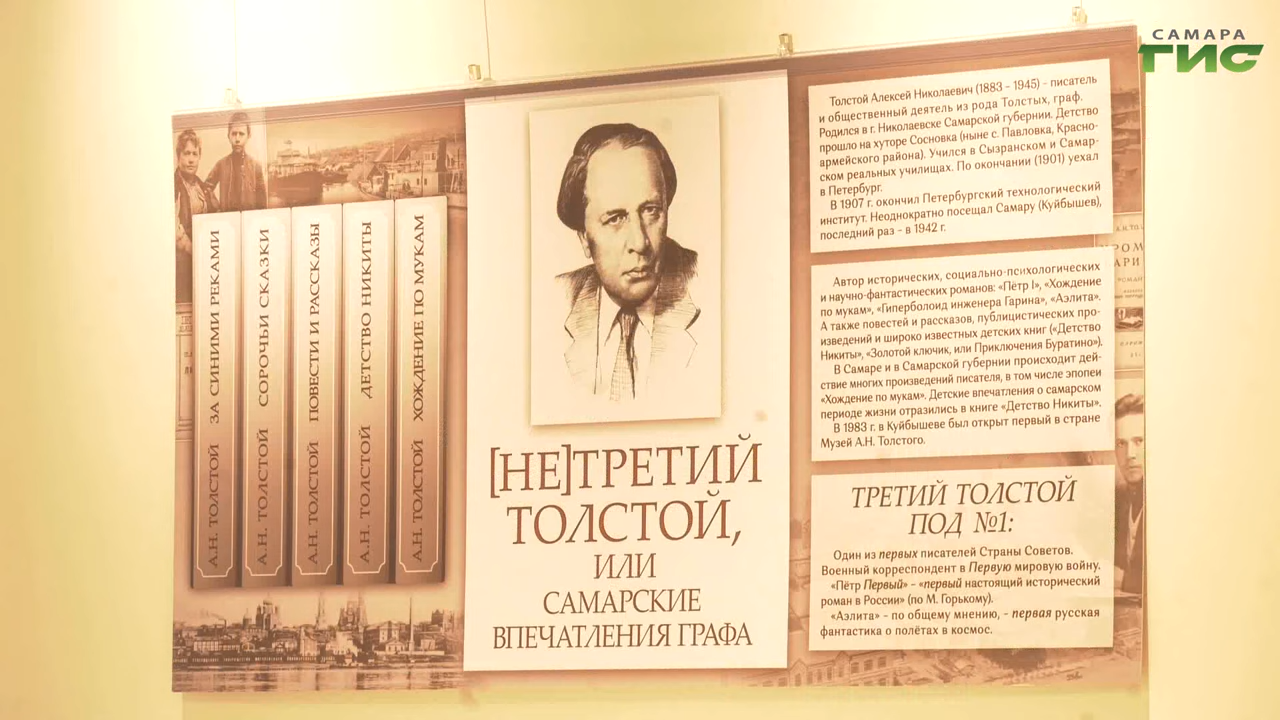 САМАРА
ГИС
А.Н. ТОЛСТОЙ ЗА СИНИМИ РЕКАМИ
А.Н. ТОЛСТОЙ СОРОЧЬИ СКАЗКИ
А.Н. ТОЛСТОЙ ПОВЕСТИ И РАССКАЗЫ
А.Н. ТОЛСТОЙ ДЕТСТВО НИКИТЫ
А.Н. ТОЛСТОЙ ХОЖДЕНИЕ ПО МУКАМ
[НЕ]ТРЕТИЙ
ТОЛСТОЙ,
ИЛИ
САМАРСКИЕ
ВПЕЧАТЛЕНИЯ ГРАФА
Толстой Алексей Николаевич (1883 - 1945) - писатель
и общественный деятель из рода Толстых, граф.
Родился в г. Николаевске Самарской губернии. Детство
прошло на хуторе Сосновка (ныне с. Павловка, Красно-
армейского района). Учился в Сызранском и Самар-
ском реальных училищах. По окончании (1901) уехал
в Петербург.
В 1907 г. окончил Петербургский технологический
институт. Неоднократно посещал Самару (Куйбышев),
последний раз - в 1942 г.
Автор исторических, социально-психологических
и научно-фантастических романов: «Пётр I», «Хождение
по мукам», «Гиперболоид инженера Гарина», «Аэлита».
А также повестей и рассказов, публицистических про-
изведений и широко известных детских книг («Детство
Никиты», «Золотой ключик, или Приключения Буратино»).
В Самаре и в Самарской губернии происходит дей-
ствие многих произведений писателя, в том числе эпопеи
«Хождение по мукам». Детские впечатления о самарском
периоде жизни отразились в книге «Детство Никиты».
В 1983 г. в Куйбышеве был открыт первый в стране
Музей А.Н. Толстого.
ТРЕТИЙ ТОЛСТОЙ
ПОД №1:
Один из первых писателей Страны Советов.
Военный корреспондент в Первую мировую войну.
«Пётр Первый» - «первый настоящий исторический
роман в России» (по М. Горькому).
«Аэлита» - по общему мнению, - первая русская
фантастика о полётах в космос.